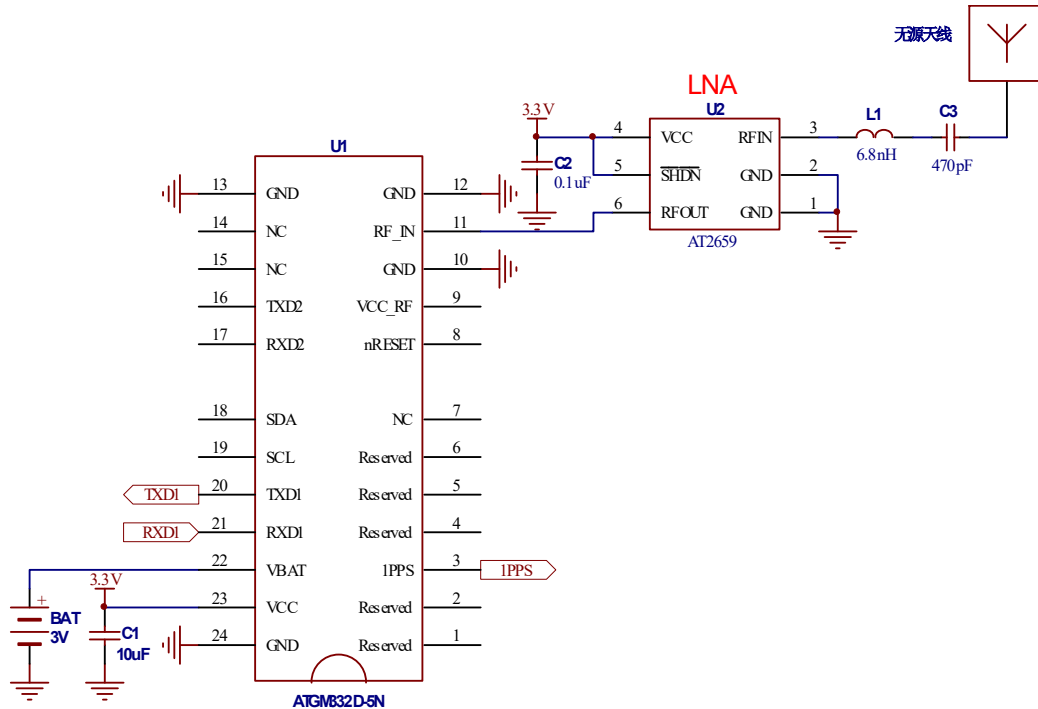 无源天线
LNA
U2
3.3V
4 VCC RFIN 3
L1
6.8nH
C3
470pF
C2
0.1uF
5 SHDN GND 2
6 RFOUT GND 1
AT2659
U1
13 GND GND 12
14 NC RF_IN 11
15 NC GND 10
16 TXD2 VCC_RF 9
17 RXD2 nRESET 8
18 SDA NC 7
19 SCL Reserved 6
TXD1 20 TXD1 Reserved 5
RXD1 21 RXD1 Reserved 4
22 VBAT 1PPS 3 1PPS
3.3V
23 VCC Reserved 2
24 GND Reserved 1
+
BAT
3V
C1
10uF
ATGM332D-5N